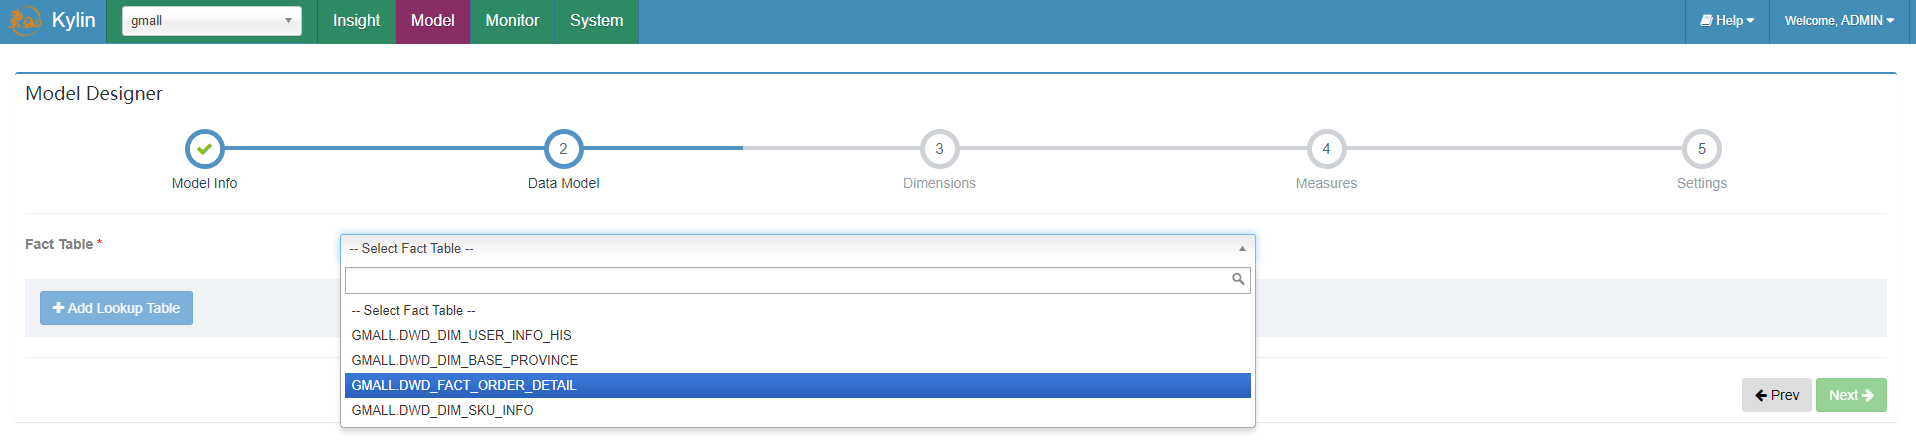 Kylin gmall Insight Model Monitor System Help Welcome, ADMIN
Model Designer
2 3 4 5
Model Info Data Model Dimensions Measures Settings
Fact Table * -- Select Fact Table --
-- Select Fact Table --
GMALL.DWD_DIM_USER_INFO_HIS
GMALL.DWD_DIM_BASE_PROVINCE
GMALL.DWD_FACT_ORDER_DETAIL
GMALL.DWD_DIM_SKU_INFO
Add Lookup Table
Prev Next